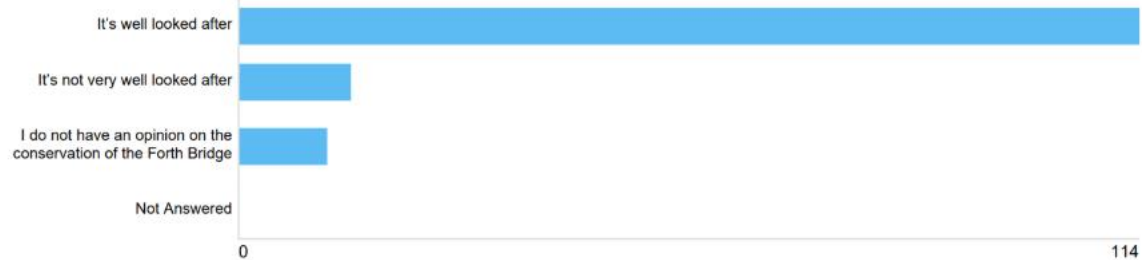 It's well looked after
It's not very well looked after
I do not have an opinion on the
conservation of the Forth Bridge
Not Answered
0
114